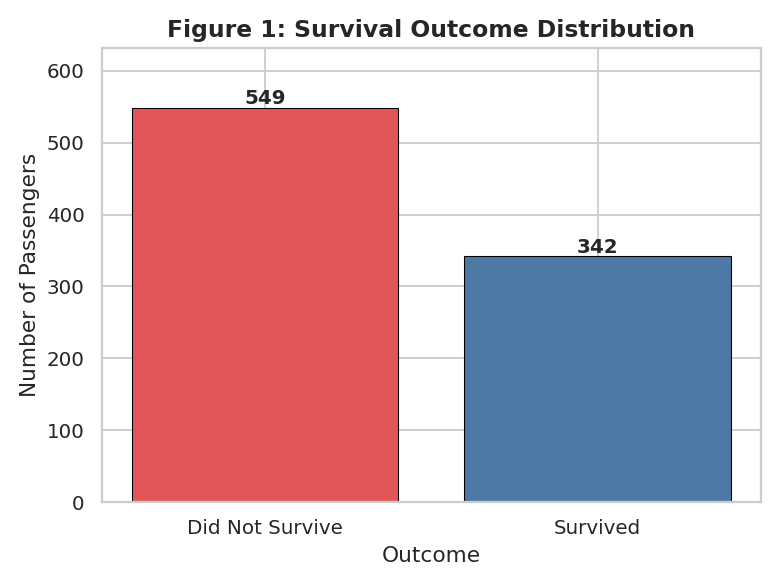 Figure 1: Survival Outcome Distribution
Number of Passengers
600
500
400
300
200
100
0
549
342
Did Not Survive
Survived
Outcome